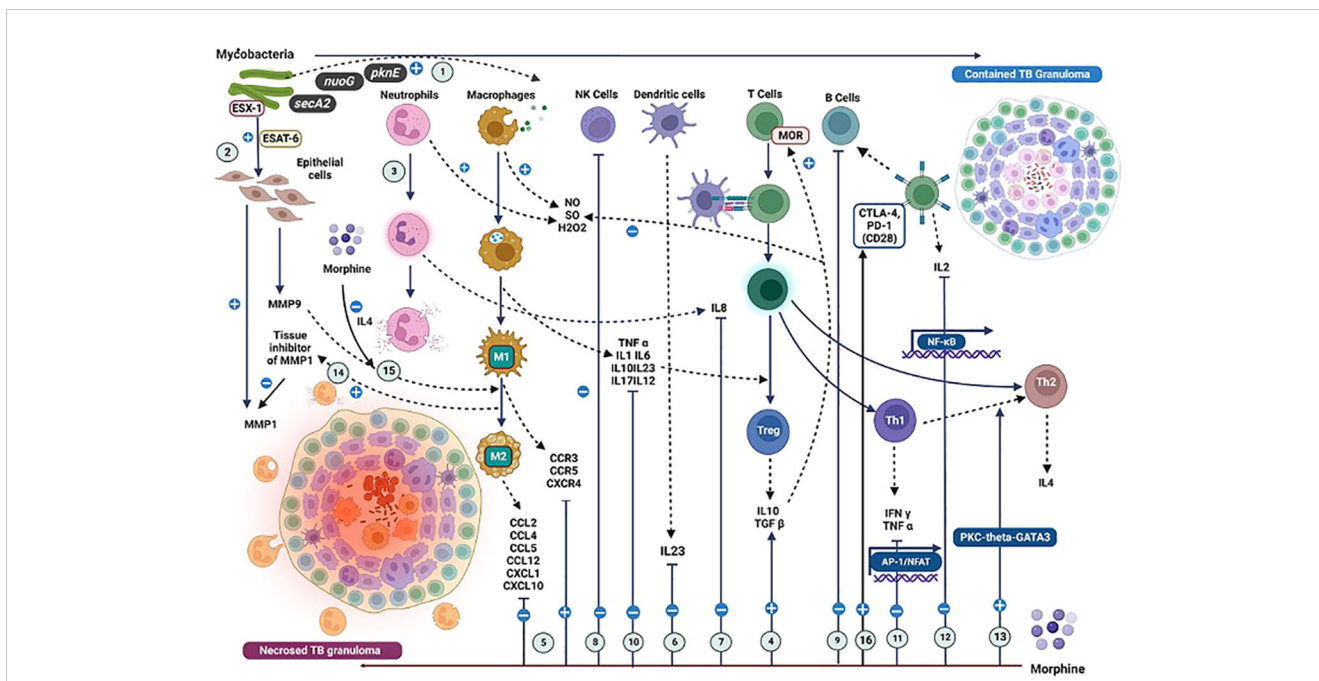 Mycobacteria
nuoG
pknE
+
1
secA2
ESX-1
Contained TB Granuloma
Neutrophils
Macrophages
NK Cells
Dendritic cells
T Cells
B Cells
MOR
+
ESAT-6
2
Epithelial
cells
3
+
+
+
NO
SO
H2O2
−
CTLA-4,
PD-1
(CD28)
Morphine
IL2
+
MMP9
−
IL4
IL8
NF-κB
Tissue
inhibitor
of MMP1
14
15
+
−
M1
TNF α
IL1 IL6
IL10IL23
IL17IL12
−
Th2
MMP1
Treg
Th1
M2
CCR3
CCR5
CXCR4
IL4
IL10
TGF β
IFN γ
TNF α
CCL2
CCL4
CCL5
CCL12
CXCL1
CXCL10
IL23
AP-1/NFAT
PKC-theta-GATA3
− + − − − − + − + − − +
5 8 10 6 7 4 9 16 11 12 13
Necrosed TB granuloma
Morphine